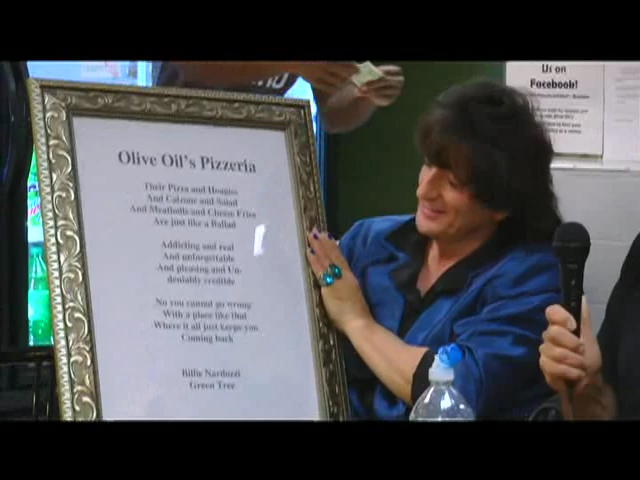 Olive Oil's Pizzeria
Their Pizza and Hoagies
And Calzone and Salad
And Meatballs and Cheese Fries
Are just like a Ballad
Addicting and real
And unforgettable
And pleasing and Un-
deniably credible
No you cannot go wrong
With a place like that
Where it all just keeps you
Coming back
Billie Nardozzi
Green Tree
Us on
Facebook!